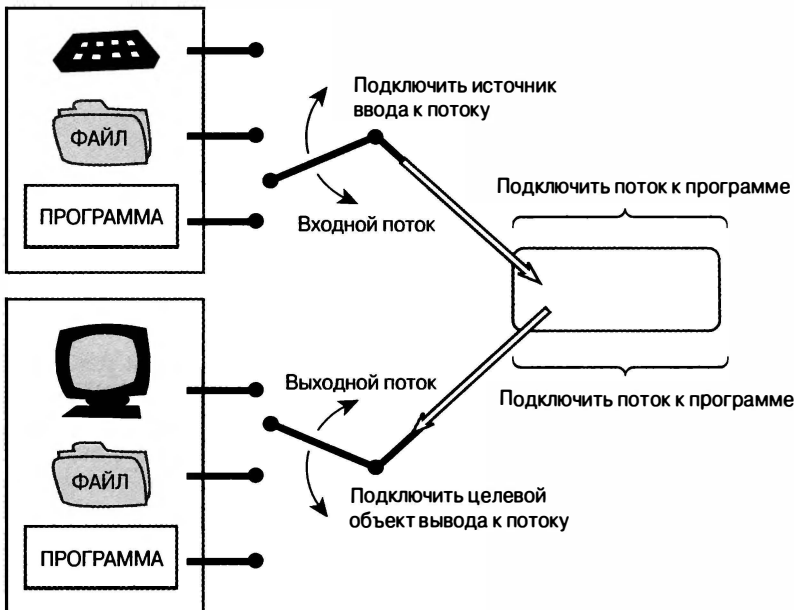 ФАЙЛ
ПРОГРАММА
Подключить источник
ввода к потоку
Входной поток
Подключить поток к программе
Выходной поток
Подключить поток к программе
ФАЙЛ
ПРОГРАММА
Подключить целевой
объект вывода к потоку